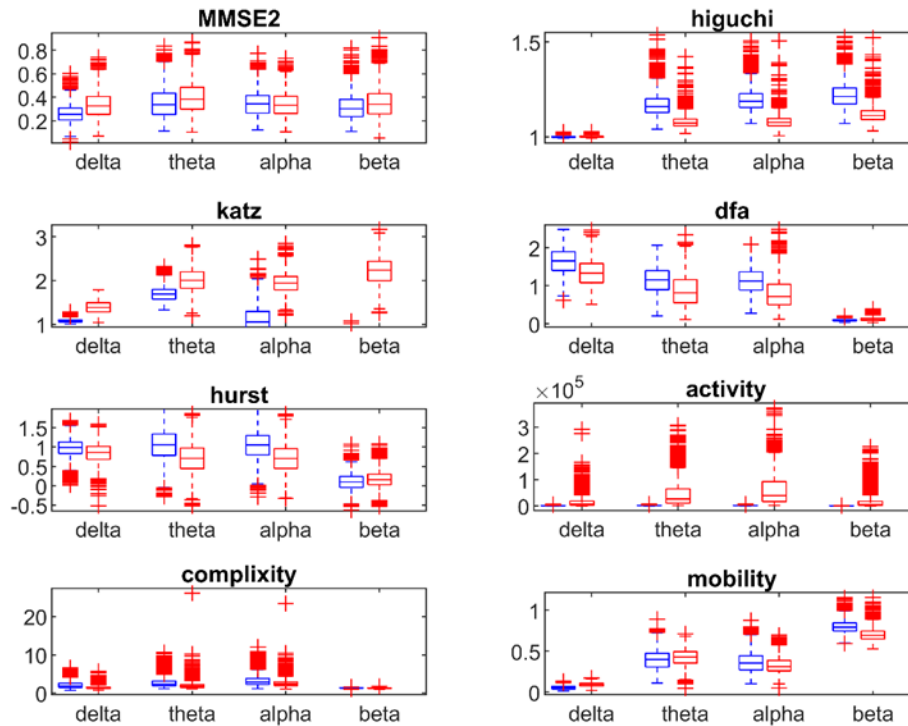 MMSE2
0.8
0.6
0.4
0.2
delta theta alpha beta
higuchi
1.5
1
delta theta alpha beta
katz
3
2
1
delta theta alpha beta
dfa
2
1
0
delta theta alpha beta
hurst
1.5
1
0.5
0
-0.5
delta theta alpha beta
activity
×10^5
3
2
1
0
delta theta alpha beta
complixity
20
10
0
delta theta alpha beta
mobility
1
0.5
0
delta theta alpha beta